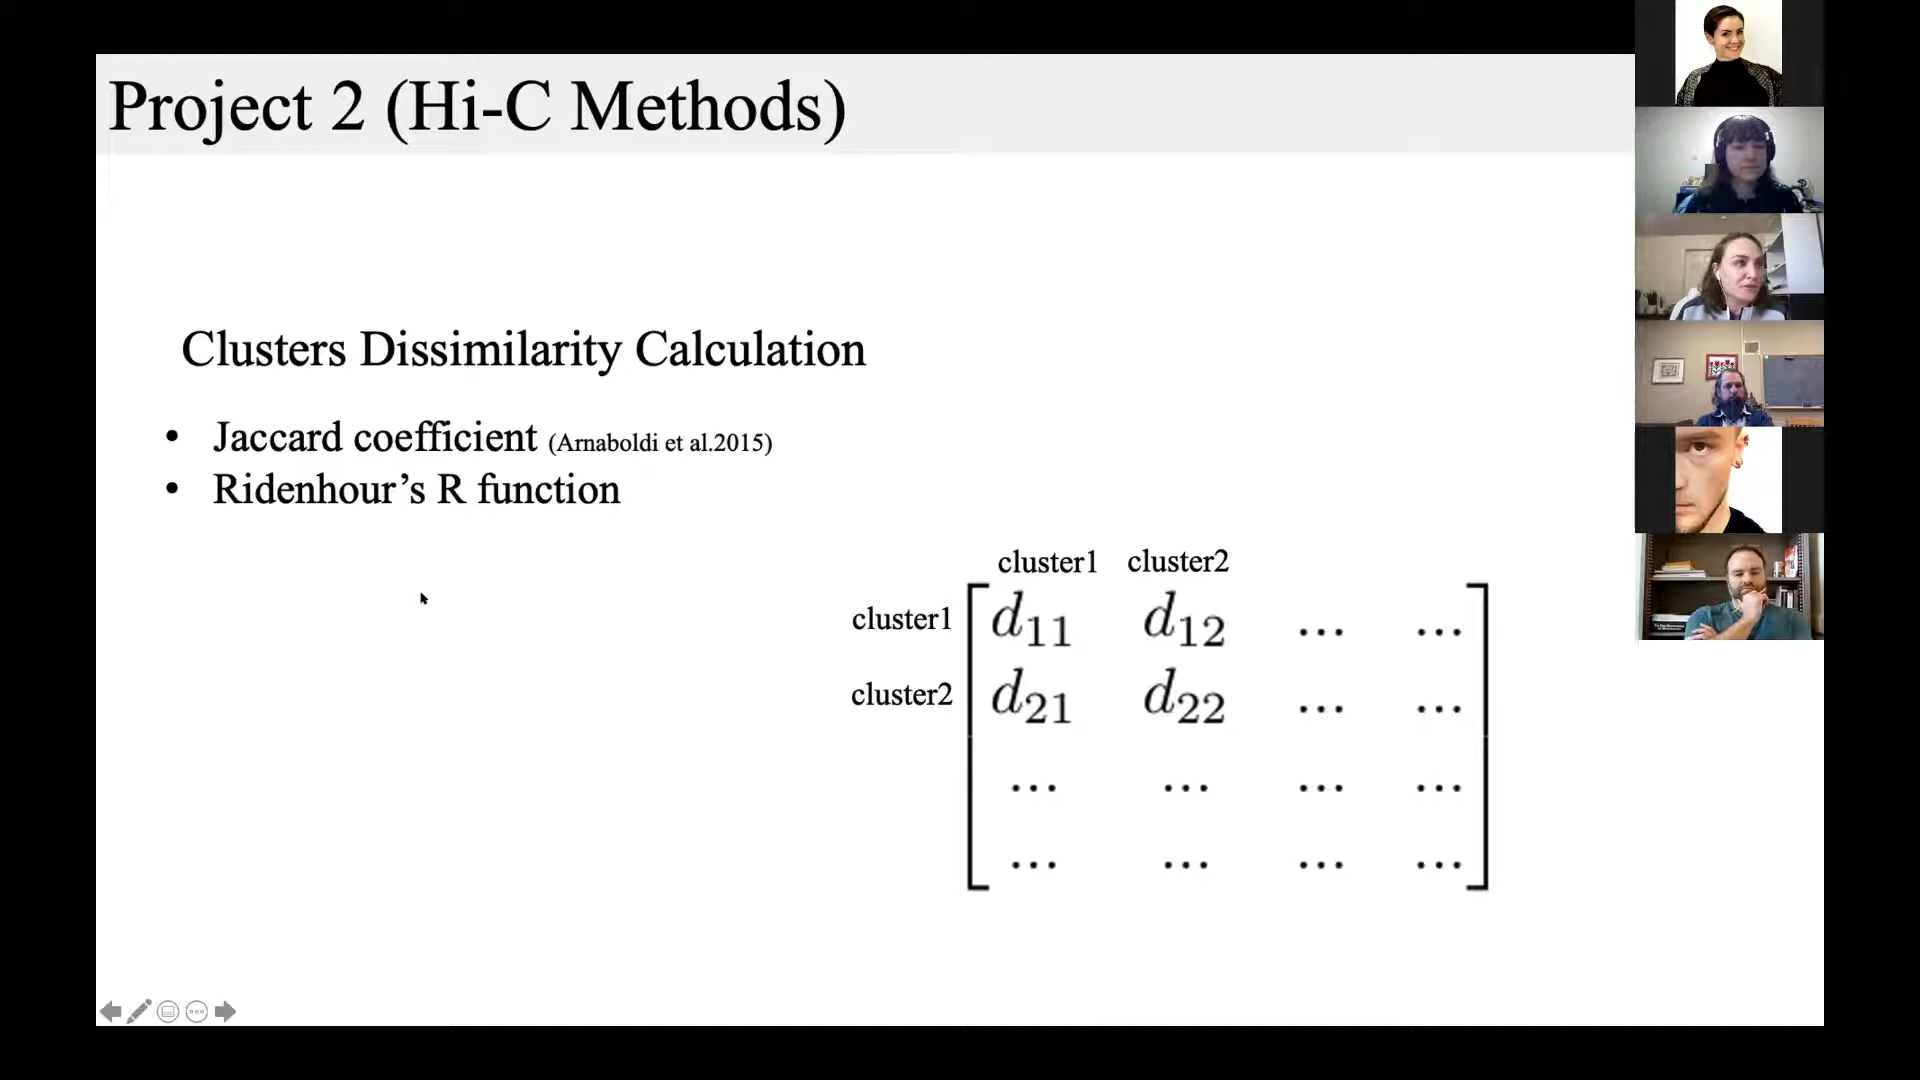 Project 2 (Hi-C Methods)
Clusters Dissimilarity Calculation
• Jaccard coefficient (Arnaboldi et al.2015)
• Ridenhour’s R function
cluster1 cluster2
cluster1 d11 d12 ... ...
cluster2 d21 d22 ... ...
... ... ... ...
... ... ... ...